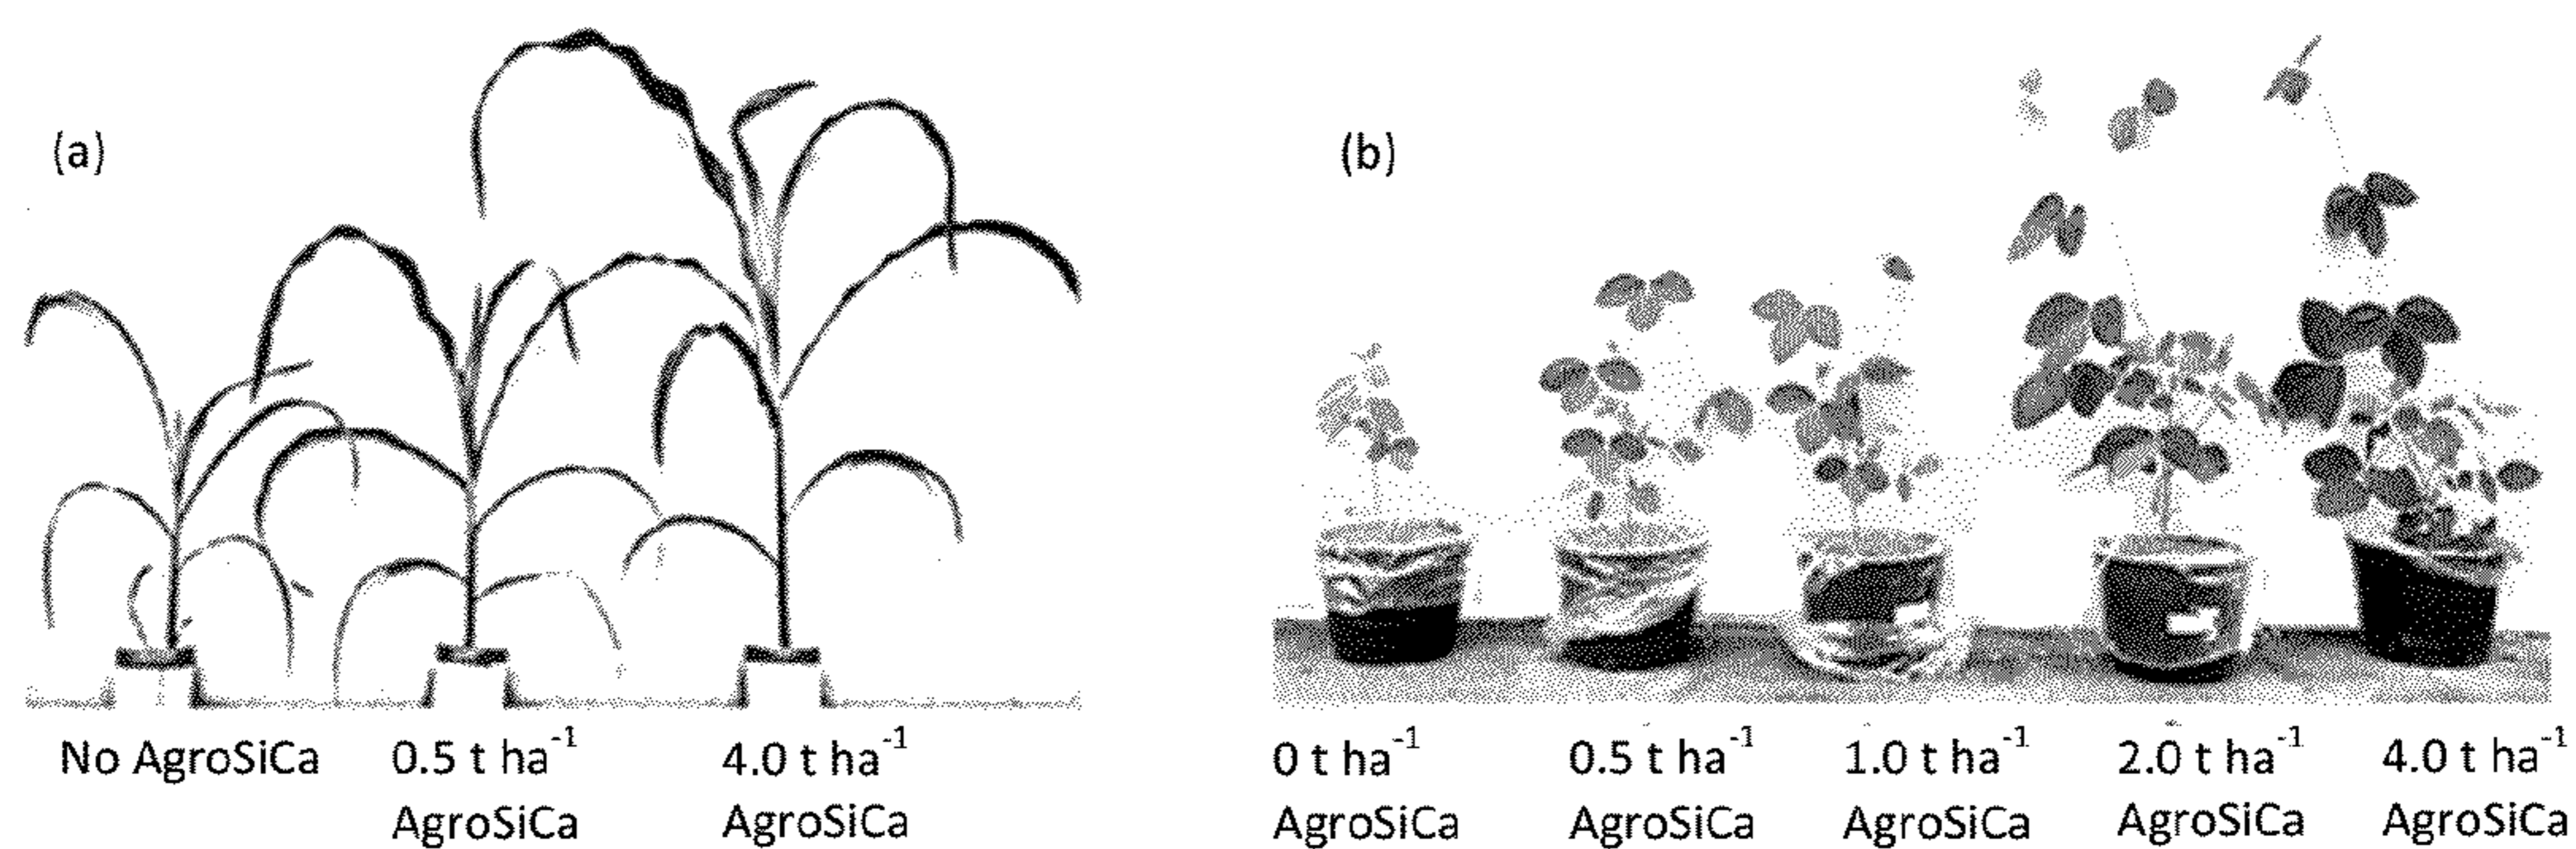 (a)
(b)
No AgroSiCa
0.5 t ha⁻¹
AgroSiCa
4.0 t ha⁻¹
AgroSiCa
0 t ha⁻¹
AgroSiCa
0.5 t ha⁻¹
AgroSiCa
1.0 t ha⁻¹
AgroSiCa
2.0 t ha⁻¹
AgroSiCa
4.0 t ha⁻¹
AgroSiCa